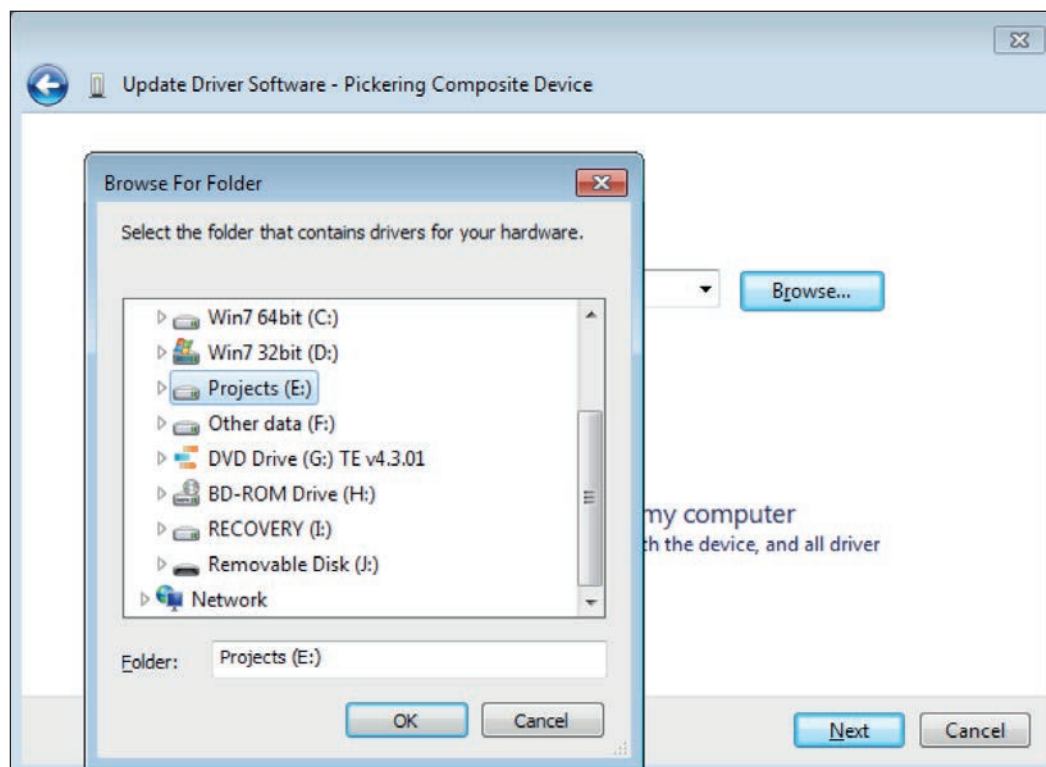 Update Driver Software - Pickering Composite Device
Browse For Folder
Select the folder that contains drivers for your hardware.
Win7 64bit (C:)
Win7 32bit (D:)
Projects (E:)
Other data (F:)
DVD Drive (G:) TE v4.3.01
BD-ROM Drive (H:)
RECOVERY (I:)
Removable Disk (J:)
Network
Folder: Projects (E:)
OK Cancel
Browse...
my computer
th the device, and all driver
Next Cancel